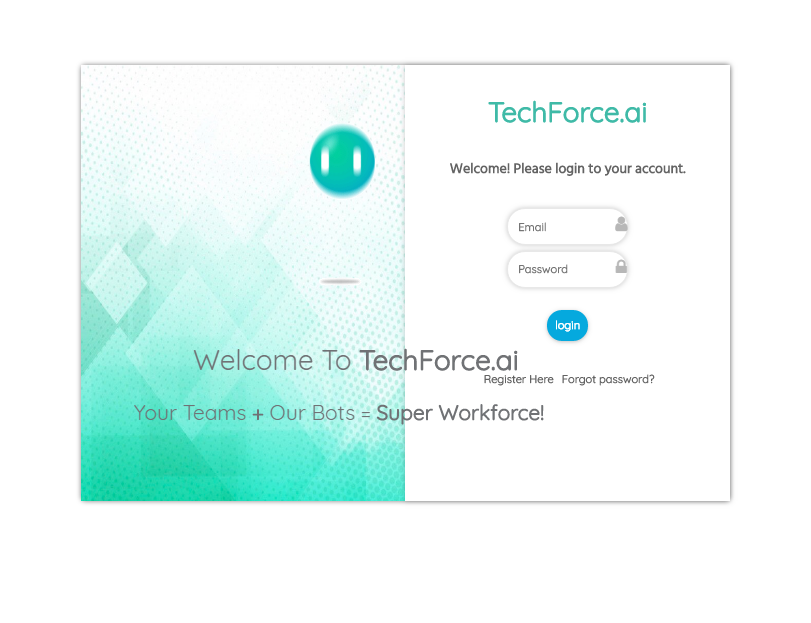 TechForce.ai
Welcome! Please login to your account.
Email
Password
login
Welcome To TechForce.ai
Register Here Forgot password?
Your Teams + Our Bots = Super Workforce!